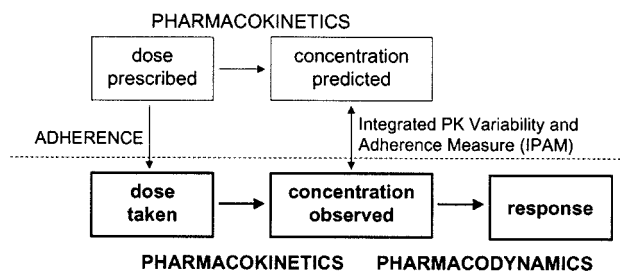 PHARMACOKINETICS
dose
prescribed
concentration
predicted
ADHERENCE
Integrated PK Variability and
Adherence Measure (IPAM)
dose
taken
concentration
observed
response
PHARMACOKINETICS
PHARMACODYNAMICS